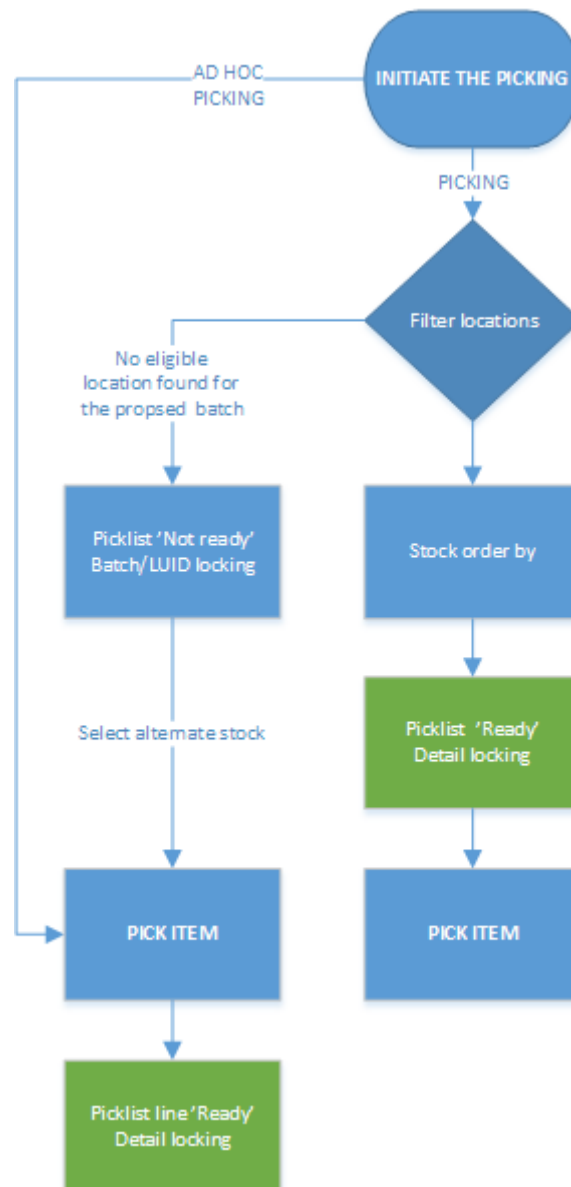 INITIATE THE PICKING
AD HOC
PICKING
PICKING
Filter locations
No eligible
location found for
the propsed batch
Picklist 'Not ready'
Batch/LUID locking
Stock order by
Select alternate stock
Picklist 'Ready'
Detail locking
PICK ITEM
PICK ITEM
Picklist line 'Ready'
Detail locking